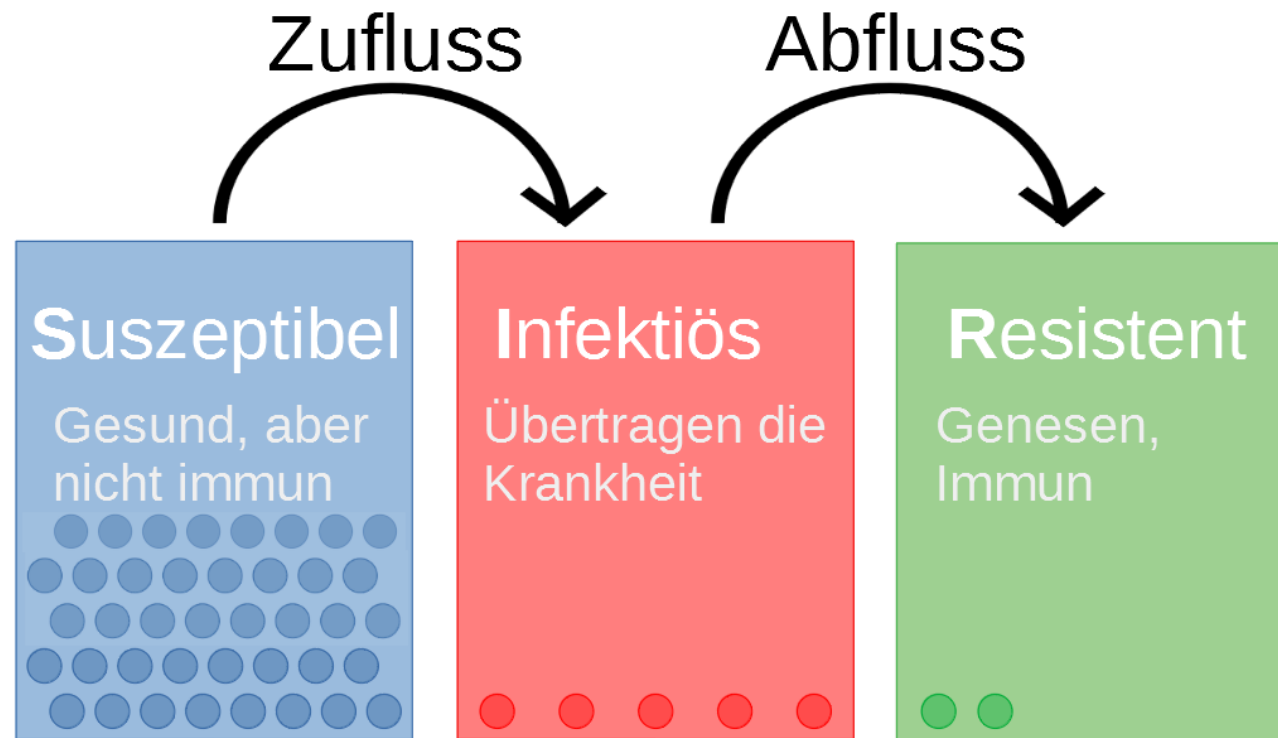 Zufluss
Abfluss
Suszeptibel
Gesund, aber
nicht immun
Infektiös
Übertragen die
Krankheit
Resistent
Genesen,
Immun